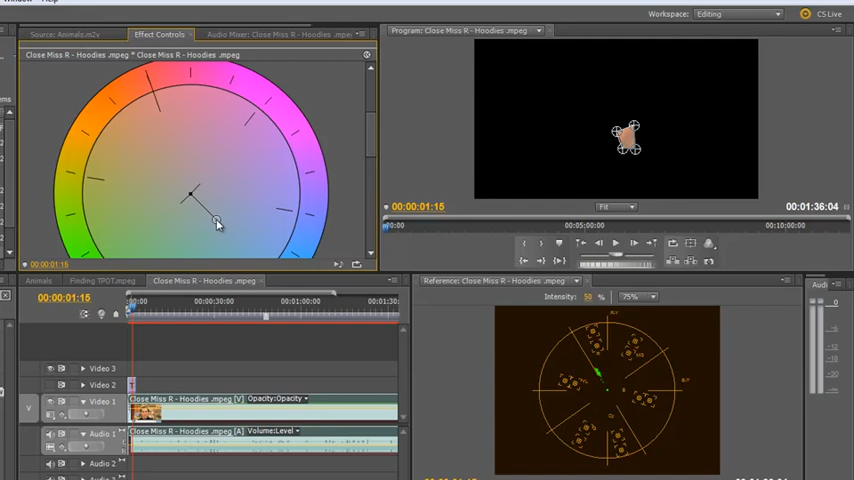 Window Help
Workspace: Editing
CS Live
Source: Animals.m2v
Effect Controls
Audio Mixer: Close Miss R - Hoodies .mpeg
Program: Close Miss R - Hoodies .mpeg
Close Miss R - Hoodies .mpeg * Close Miss R - Hoodies .mpeg
00:00:01:15
Fit
00:01:36:04
00:00
00:05:00:00
00:10:00:00
00:00:01:15
Animals
Finding TPOT.mpeg
Close Miss R - Hoodies .mpeg
Reference: Close Miss R - Hoodies .mpeg
Audi
00:00:01:15
:00:00
00:00:30:00
00:01:00:00
00:01:30:
Intensity: 50 %
75%
Video 3
Video 2
Video 1
Close Miss R - Hoodies .mpeg [V] Opacity:Opacity
V
Audio 1
Close Miss R - Hoodies .mpeg [A] Volume:Level
Audio 2
0
-6
-12
-18